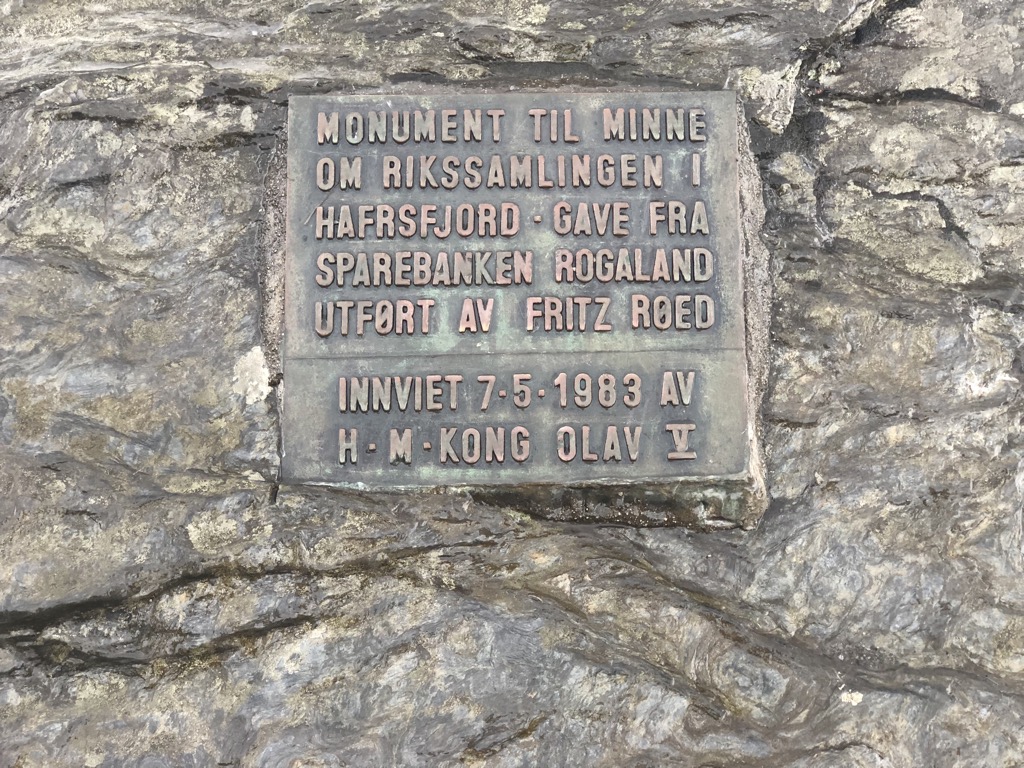 MONUMENT TIL MINNE
OM RIKSSAMLINGEN I
HAFRSFJORD · GAVE FRA
SPAREBANKEN ROGALAND
UTFØRT AV FRITZ RØED
INNVIET 7·5·1983 AV
H·M·KONG OLAV V